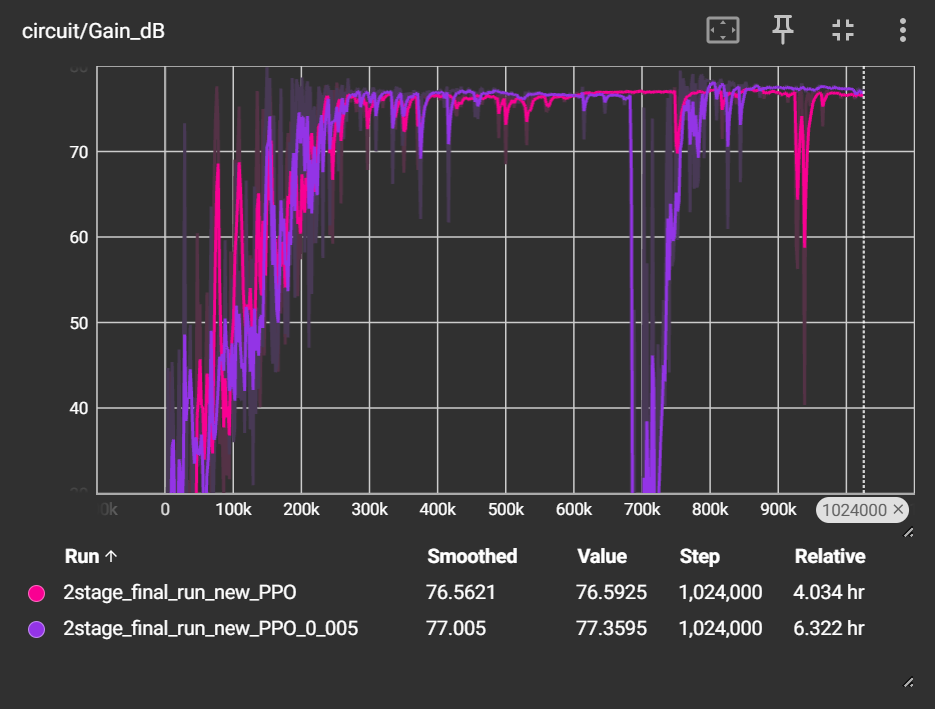 circuit/Gain_dB
70
60
50
40
0k 0 100k 200k 300k 400k 500k 600k 700k 800k 900k 1024000 ×
Run ↑ Smoothed Value Step Relative
2stage_final_run_new_PPO 76.5621 76.5925 1,024,000 4.034 hr
2stage_final_run_new_PPO_0_005 77.005 77.3595 1,024,000 6.322 hr